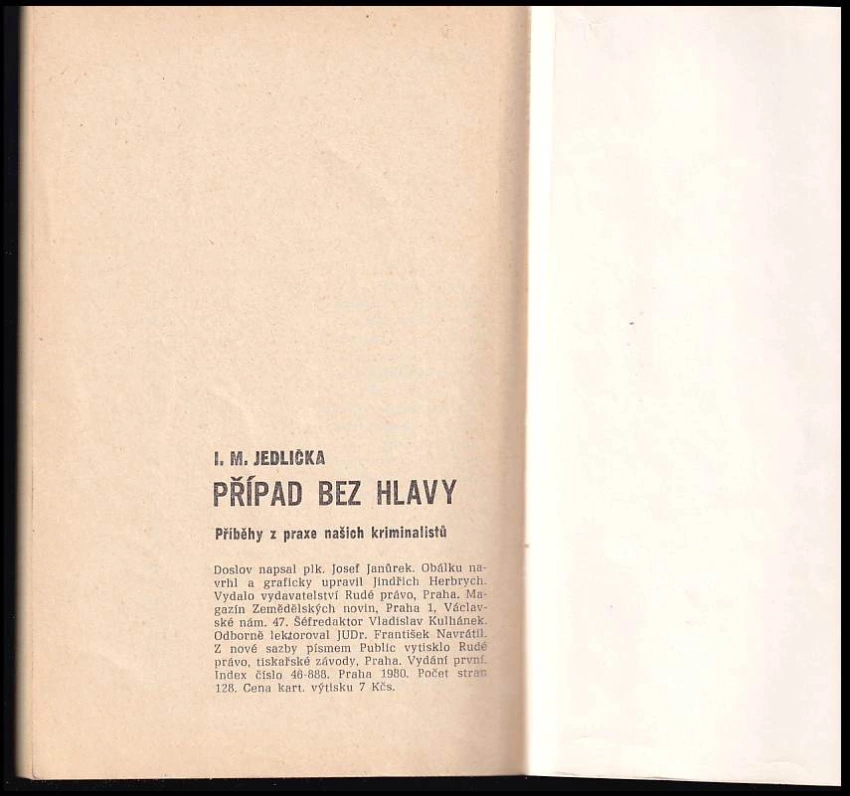 I. M. JEDLIČKA
PŘÍPAD BEZ HLAVY
Příběhy z praxe našich kriminalistů
Doslov napsal plk. Josef Janůrek. Obálku na-
vrhl a graficky upravil Jindřich Herbrych.
Vydalo vydavatelství Rudé právo, Praha. Ma-
gazín Zemědělských novin, Praha 1, Václav-
ské nám. 47. Šéfredaktor Vladislav Kulhánek.
Odborně lektoroval JUDr. František Navrátil.
Z nové sazby písmem Public vytisklo Rudé
právo, tiskařské závody, Praha. Vydání první.
Index číslo 46-888. Praha 1980. Počet stran
128. Cena kart. výtisku 7 Kčs.